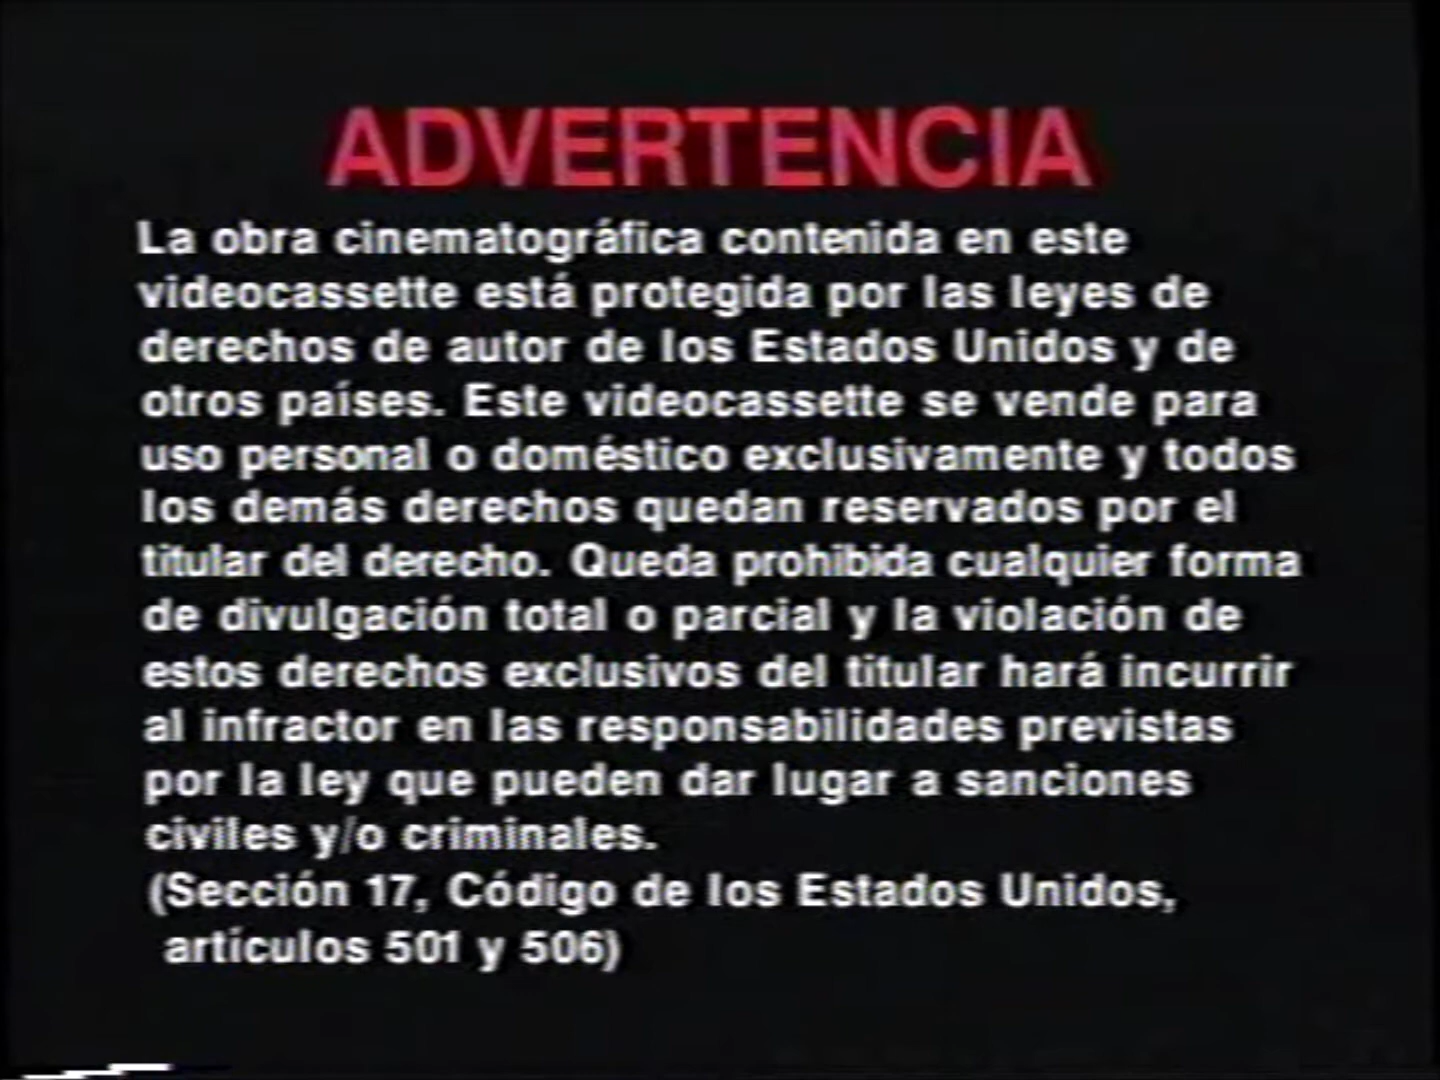 ADVERTENCIA
La obra cinematográfica contenida en este
videocassette está protegida por las leyes de
derechos de autor de los Estados Unidos y de
otros países. Este videocassette se vende para
uso personal o doméstico exclusivamente y todos
los demás derechos quedan reservados por el
titular del derecho. Queda prohibida cualquier forma
de divulgación total o parcial y la violación de
estos derechos exclusivos del titular hará incurrir
al infractor en las responsabilidades previstas
por la ley que pueden dar lugar a sanciones
civiles y/o criminales.
(Sección 17, Código de los Estados Unidos,
artículos 501 y 506)